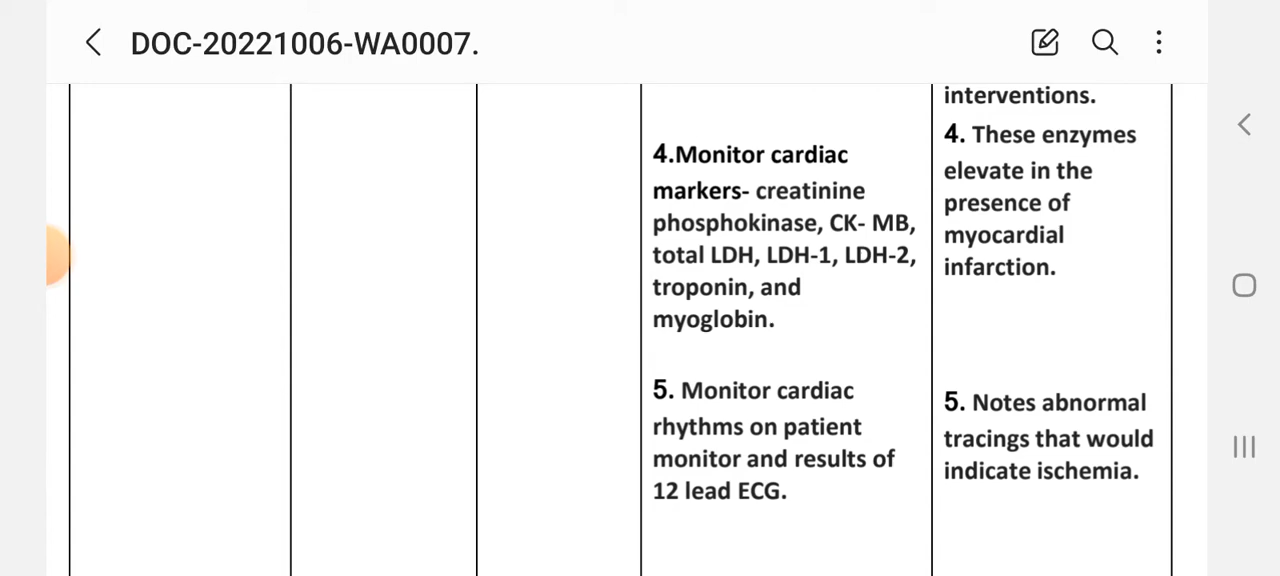 DOC-20221006-WA0007.
4.Monitor cardiac
markers- creatinine
phosphokinase, CK- MB,
total LDH, LDH-1, LDH-2,
troponin, and
myoglobin.
5. Monitor cardiac
rhythms on patient
monitor and results of
12 lead ECG.
interventions.
4. These enzymes
elevate in the
presence of
myocardial
infarction.
5. Notes abnormal
tracings that would
indicate ischemia.